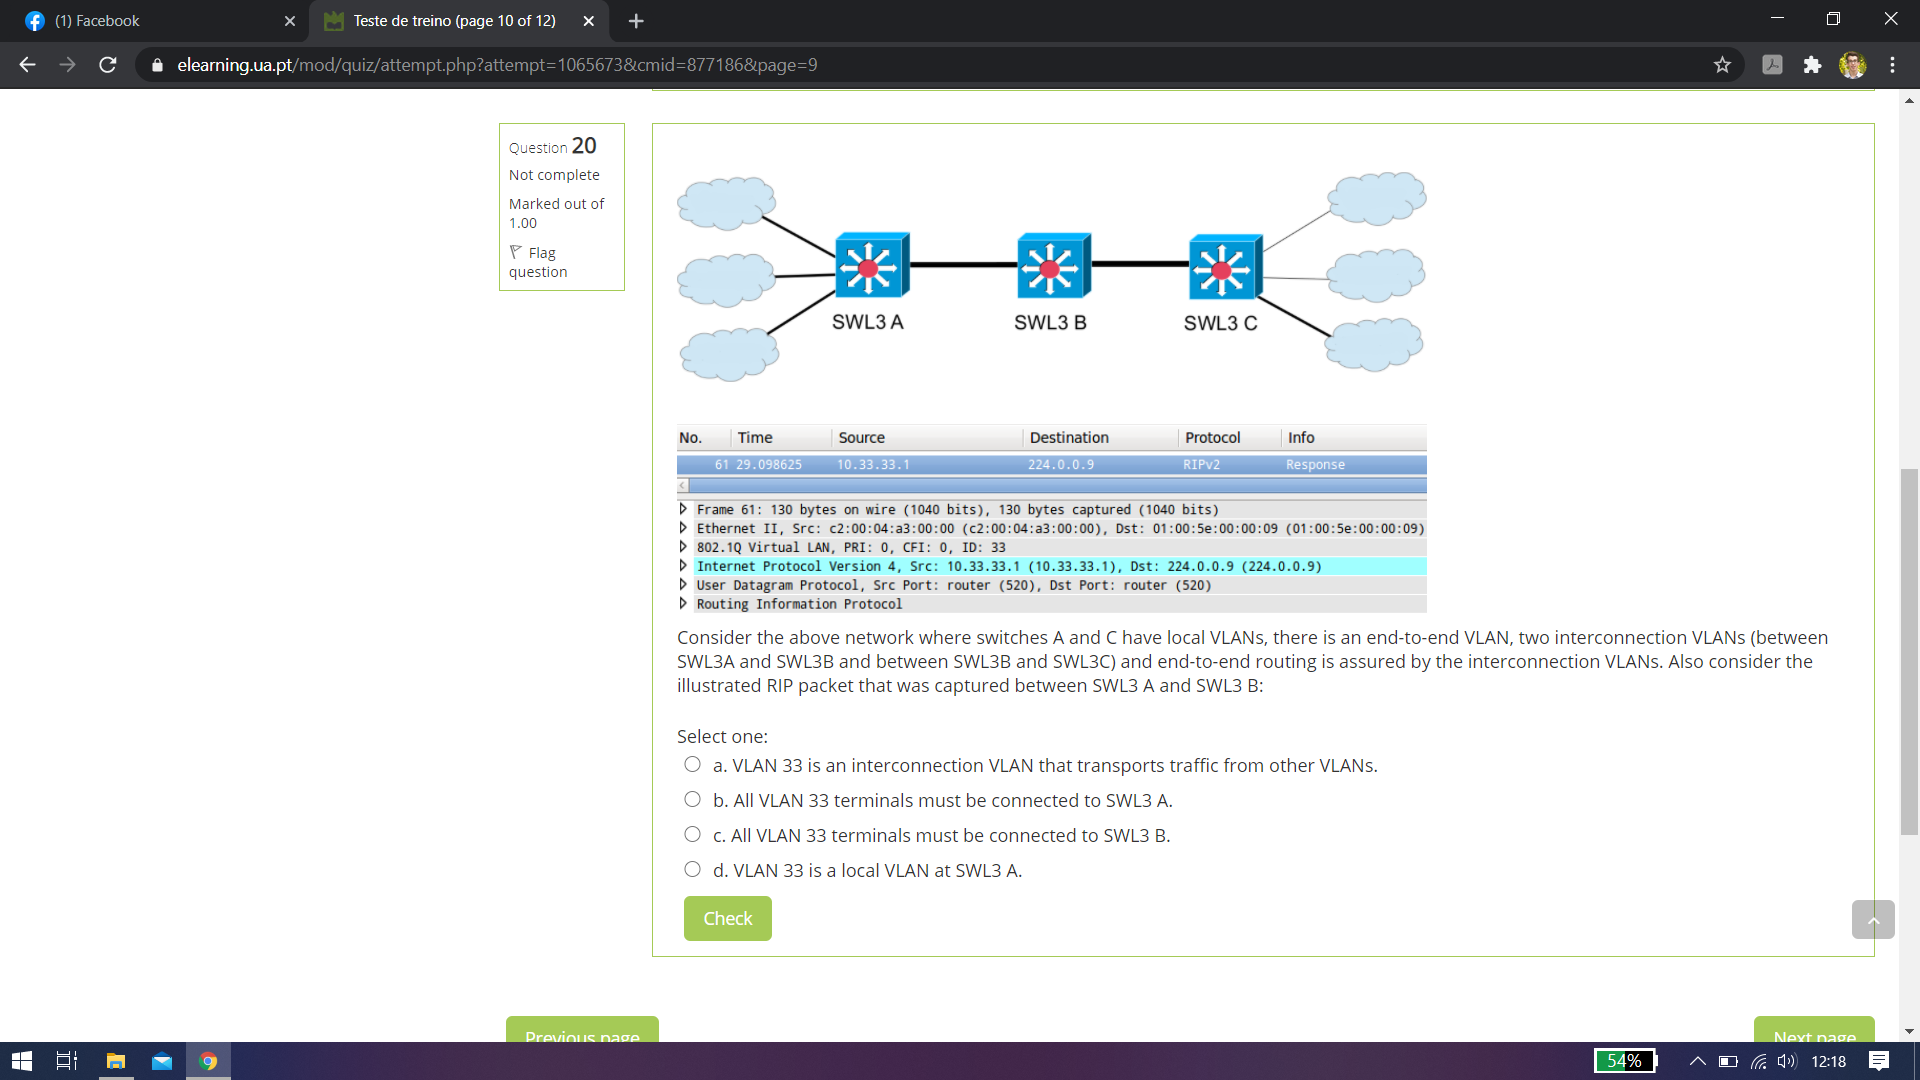 (1) Facebook
Teste de treino (page 10 of 12)
elearning.ua.pt/mod/quiz/attempt.php?attempt=1065673&cmid=877186&page=9
Question 20
Not complete
Marked out of
1.00
Flag
question
SWL3 A
SWL3 B
SWL3 C
No. Time Source Destination Protocol Info
61 29.098625 10.33.33.1 224.0.0.9 RIPv2 Response
Frame 61: 130 bytes on wire (1040 bits), 130 bytes captured (1040 bits)
Ethernet II, Src: c2:00:04:a3:00:00 (c2:00:04:a3:00:00), Dst: 01:00:5e:00:00:09 (01:00:5e:00:00:09)
802.1Q Virtual LAN, PRI: 0, CFI: 0, ID: 33
Internet Protocol Version 4, Src: 10.33.33.1 (10.33.33.1), Dst: 224.0.0.9 (224.0.0.9)
User Datagram Protocol, Src Port: router (520), Dst Port: router (520)
Routing Information Protocol
Consider the above network where switches A and C have local VLANs, there is an end-to-end VLAN, two interconnection VLANs (between
SWL3A and SWL3B and between SWL3B and SWL3C) and end-to-end routing is assured by the interconnection VLANs. Also consider the
illustrated RIP packet that was captured between SWL3 A and SWL3 B:
Select one:
a. VLAN 33 is an interconnection VLAN that transports traffic from other VLANs.
b. All VLAN 33 terminals must be connected to SWL3 A.
c. All VLAN 33 terminals must be connected to SWL3 B.
d. VLAN 33 is a local VLAN at SWL3 A.
Check
Previous page
Next page
54%
12:18